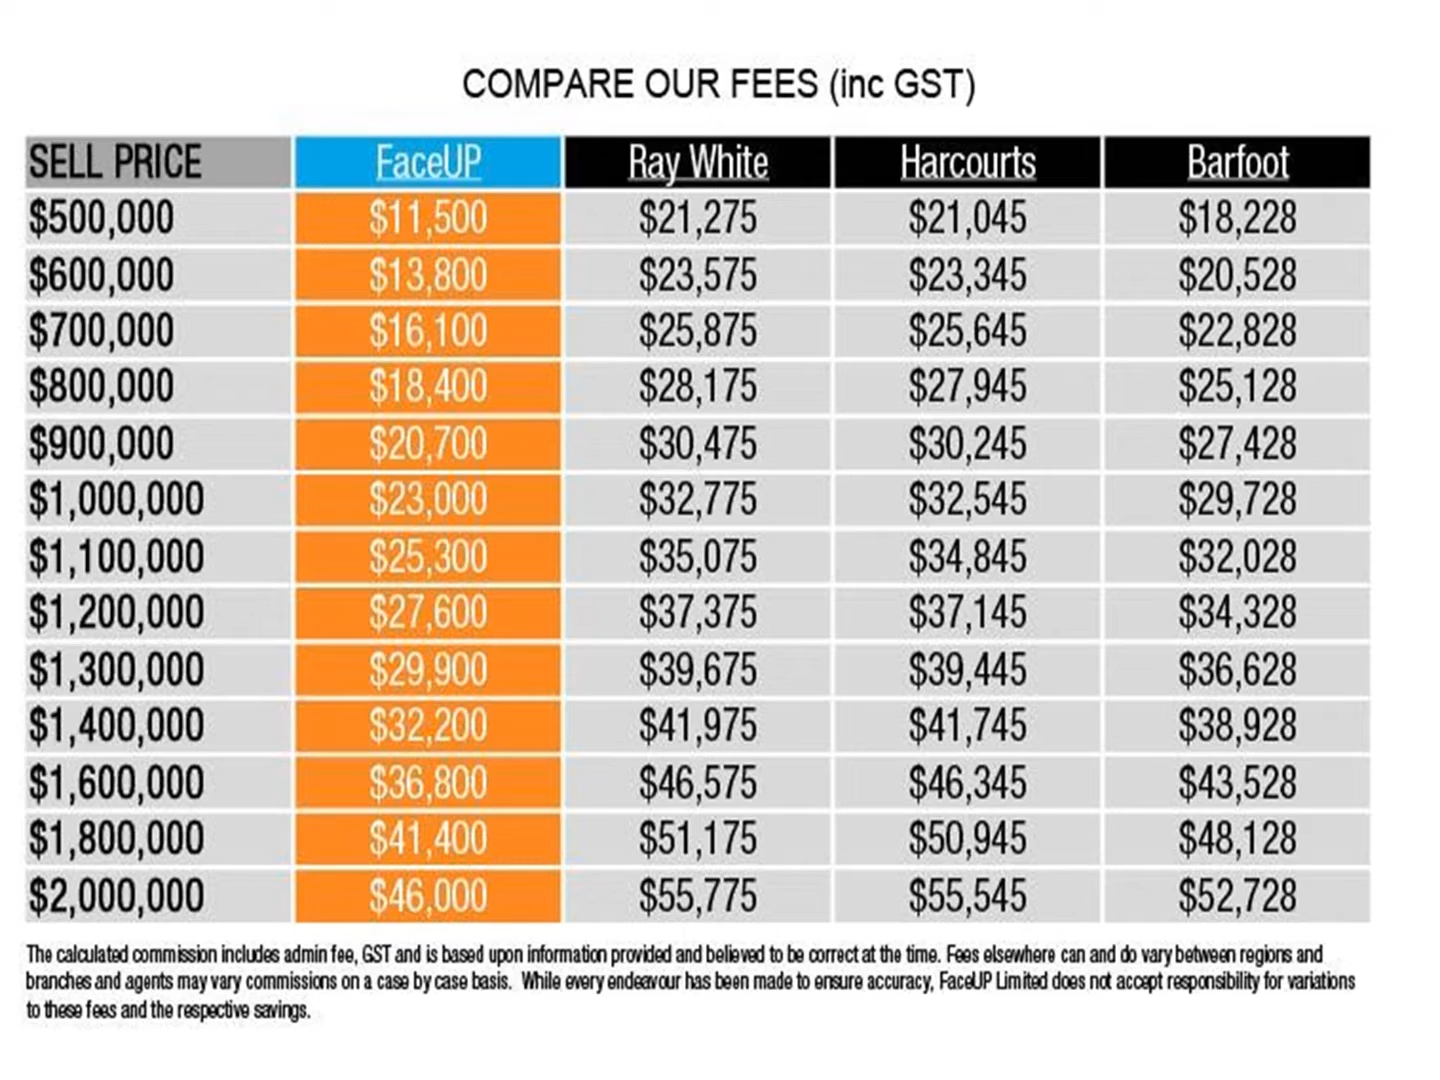 COMPARE OUR FEES (inc GST)
SELL PRICE FaceUP Ray White Harcourts Barfoot
$500,000 $11,500 $21,275 $21,045 $18,228
$600,000 $13,800 $23,575 $23,345 $20,528
$700,000 $16,100 $25,875 $25,645 $22,828
$800,000 $18,400 $28,175 $27,945 $25,128
$900,000 $20,700 $30,475 $30,245 $27,428
$1,000,000 $23,000 $32,775 $32,545 $29,728
$1,100,000 $25,300 $35,075 $34,845 $32,028
$1,200,000 $27,600 $37,375 $37,145 $34,328
$1,300,000 $29,900 $39,675 $39,445 $36,628
$1,400,000 $32,200 $41,975 $41,745 $38,928
$1,600,000 $36,800 $46,575 $46,345 $43,528
$1,800,000 $41,400 $51,175 $50,945 $48,128
$2,000,000 $46,000 $55,775 $55,545 $52,728
The calculated commission includes admin fee, GST and is based upon information provided and believed to be correct at the time. Fees elsewhere can and do vary between regions and
branches and agents may vary commissions on a case by case basis. While every endeavour has been made to ensure accuracy, FaceUP Limited does not accept responsibility for variations
to these fees and the respective savings.